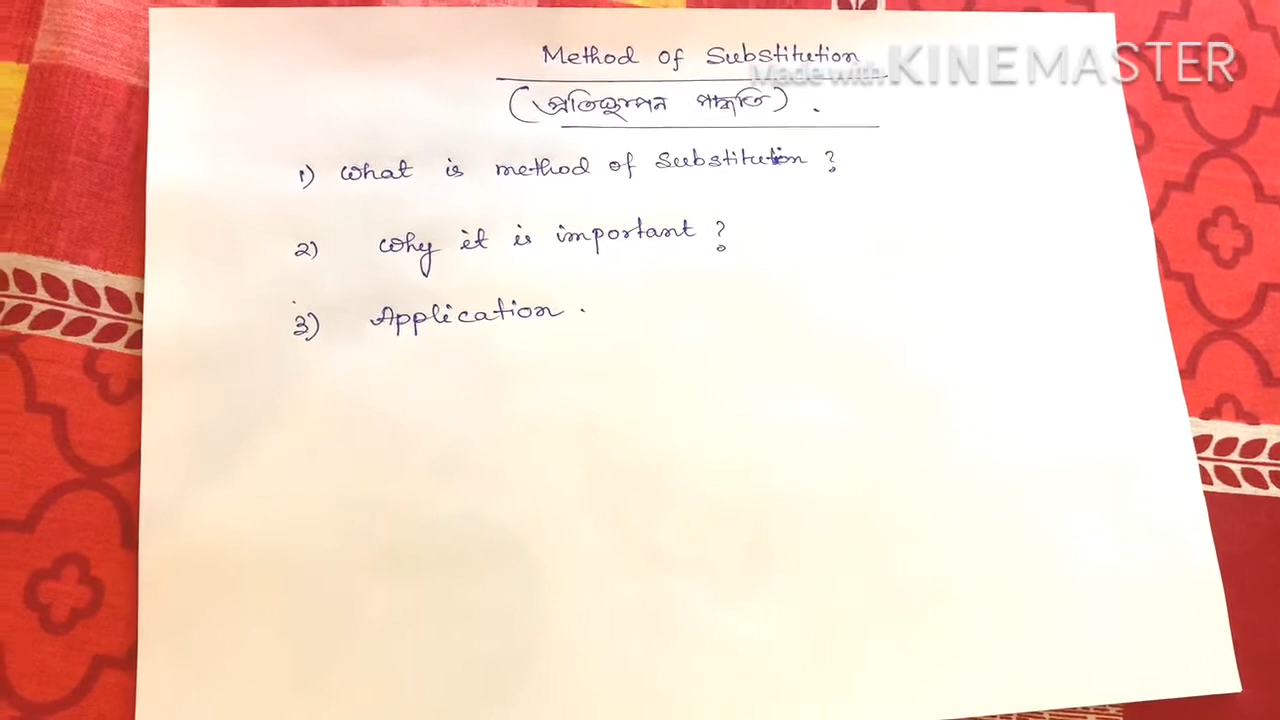 Method of Substitution
Made with KINEMASTER
(প্রতিস্থাপন পদ্ধতি).
1) What is method of Substitution ?
2) Why it is important ?
3) Application.